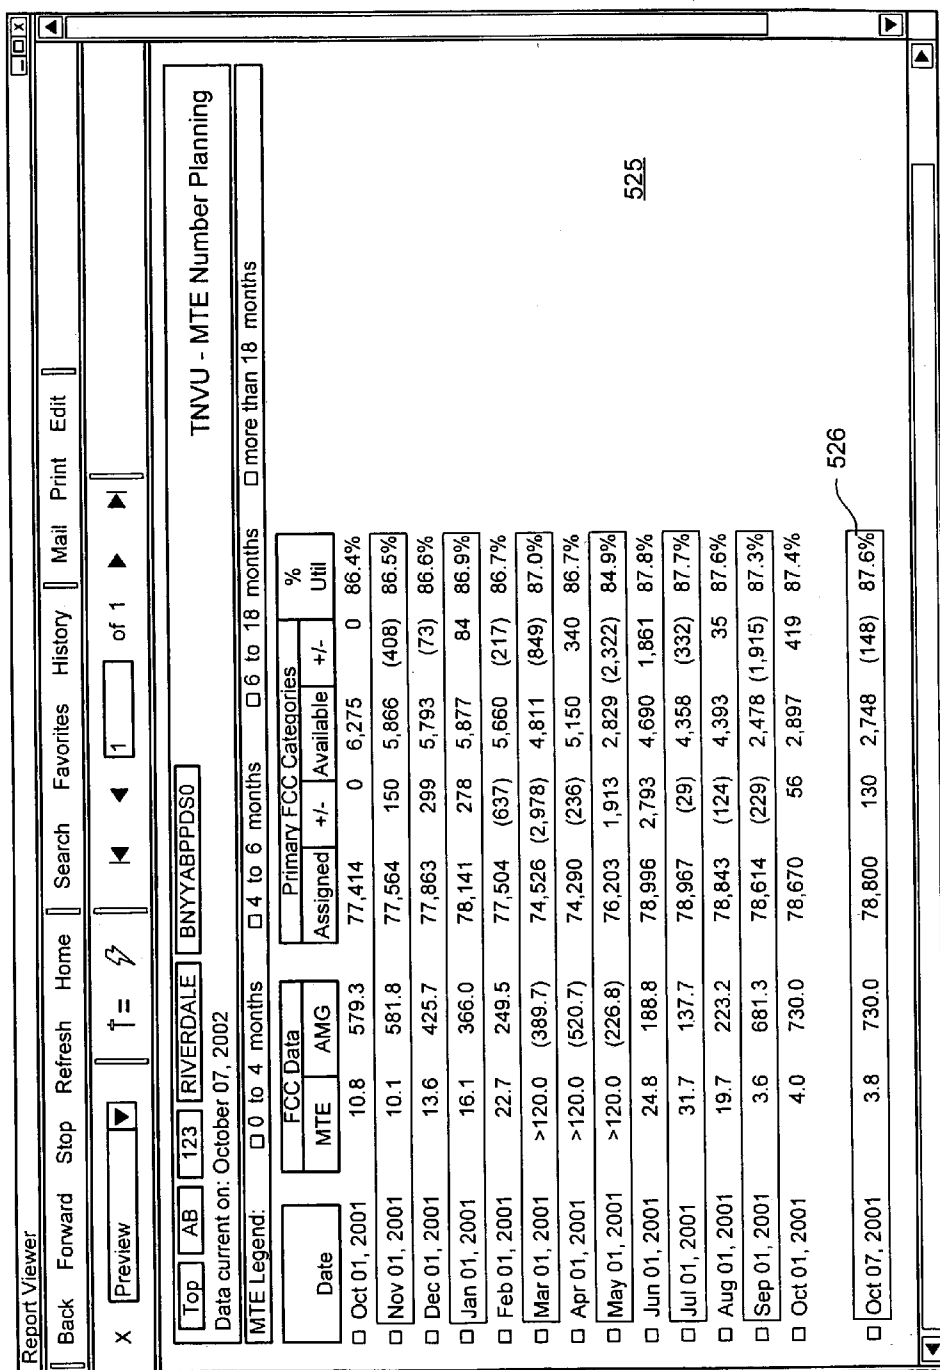 Report Viewer
Back Forward Stop Refresh Home Search Favorites History Mail Print Edit
X Preview 1 of 1
Top AB 123 RIVERDALE BNYYABPPDS0 TNVU - MTE Number Planning
Data current on: October 07, 2002
MTE Legend: 0 to 4 months 4 to 6 months 6 to 18 months more than 18 months
FCC Data Primary FCC Categories %
Date MTE AMG Assigned +/- Available +/- Util
Oct 01, 2001 10.8 579.3 77,414 0 6,275 0 86.4%
Nov 01, 2001 10.1 581.8 77,564 150 5,866 (408) 86.5%
Dec 01, 2001 13.6 425.7 77,863 299 5,793 (73) 86.6%
Jan 01, 2001 16.1 366.0 78,141 278 5,877 84 86.9%
Feb 01, 2001 22.7 249.5 77,504 (637) 5,660 (217) 86.7%
Mar 01, 2001 >120.0 (389.7) 74,526 (2,978) 4,811 (849) 87.0%
Apr 01, 2001 >120.0 (520.7) 74,290 (236) 5,150 340 86.7%
May 01, 2001 >120.0 (226.8) 76,203 1,913 2,829 (2,322) 84.9%
Jun 01, 2001 24.8 188.8 78,996 2,793 4,690 1,861 87.8%
Jul 01, 2001 31.7 137.7 78,967 (29) 4,358 (332) 87.7%
Aug 01, 2001 19.7 223.2 78,843 (124) 4,393 35 87.6%
Sep 01, 2001 3.6 681.3 78,614 (229) 2,478 (1,915) 87.3%
Oct 01, 2001 4.0 730.0 78,670 56 2,897 419 87.4%
Oct 07, 2001 3.8 730.0 78,800 130 2,748 (148) 87.6%
526
525